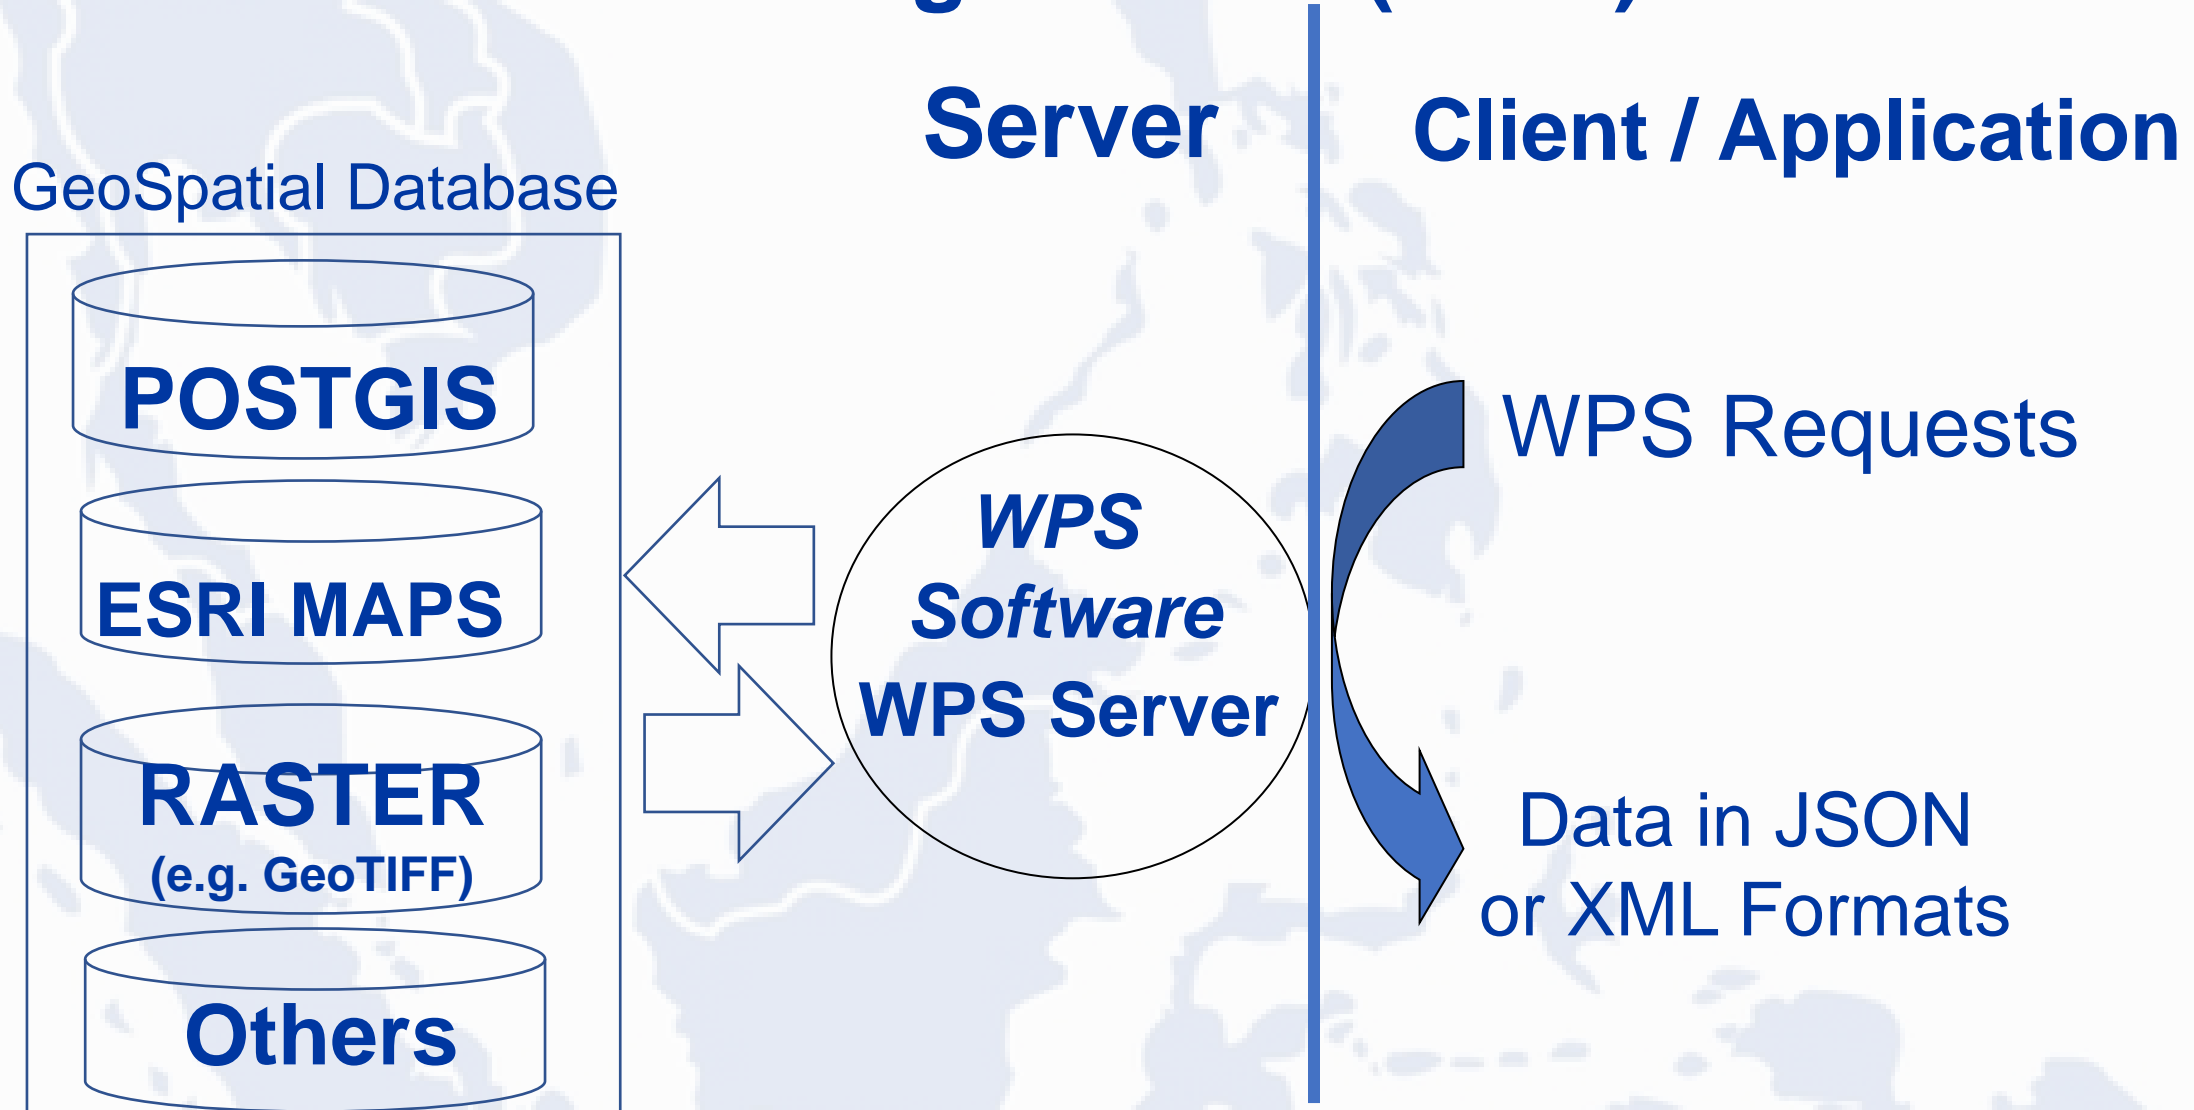 Server
Client / Application
GeoSpatial Database
POSTGIS
ESRI MAPS
RASTER
(e.g. GeoTIFF)
Others
WPS
Software
WPS Server
WPS Requests
Data in JSON
or XML Formats